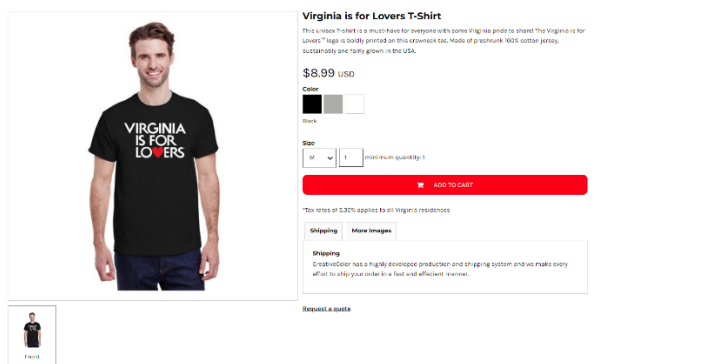 Virginia is for Lovers T-Shirt
This unisex T-shirt is a must-have for everyone with some Virginia pride to share! The Virginia is for
Lovers™ logo is boldly printed on this crewneck tee. Made of preshrunk 100% cotton jersey,
sustainably and fairly grown in the USA.
$8.99 USD
Color
Black
Size
M 1 minimum quantity: 1
ADD TO CART
*Tax rates of 5.30% applies to all Virginia residences
Shipping More Images
Shipping
CreativeColor has a highly developed production and shipping system and we make every
effort to ship your order in a fast and effecient manner.
Request a quote
VIRGINIA
IS FOR
LOVERS
Front